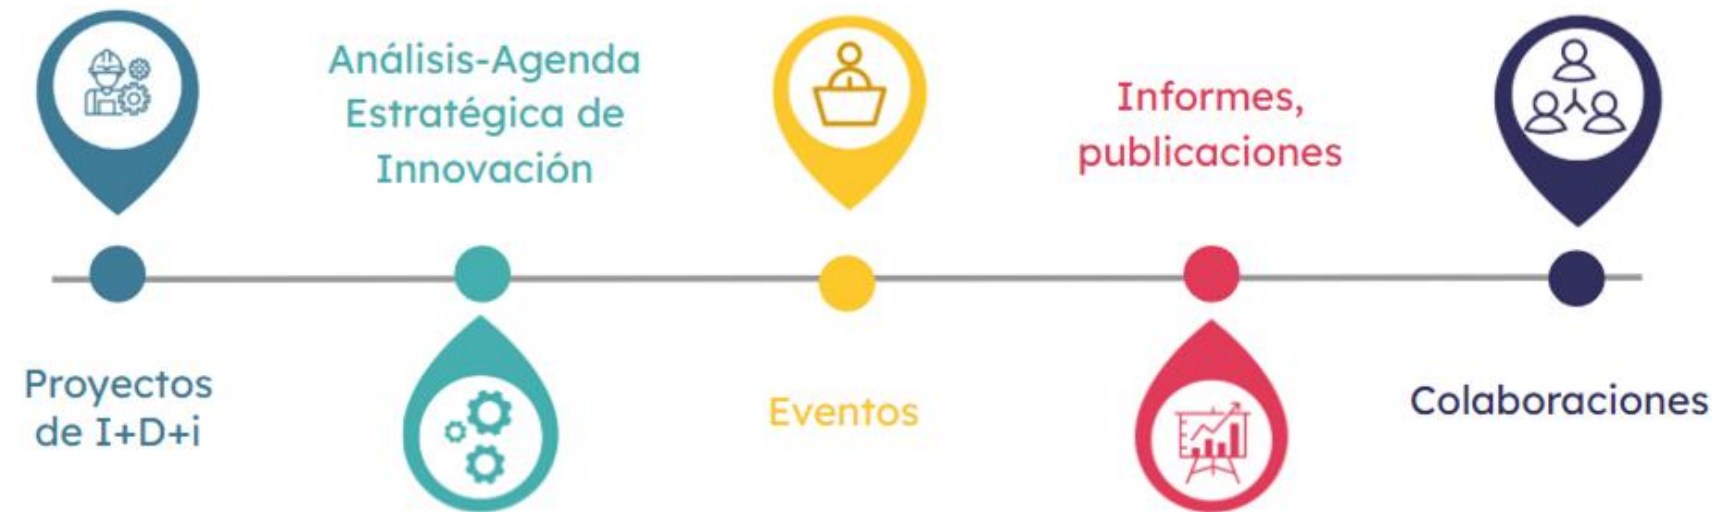 Proyectos
de I+D+i
Análisis-Agenda
Estratégica de
Innovación
Eventos
Informes,
publicaciones
Colaboraciones